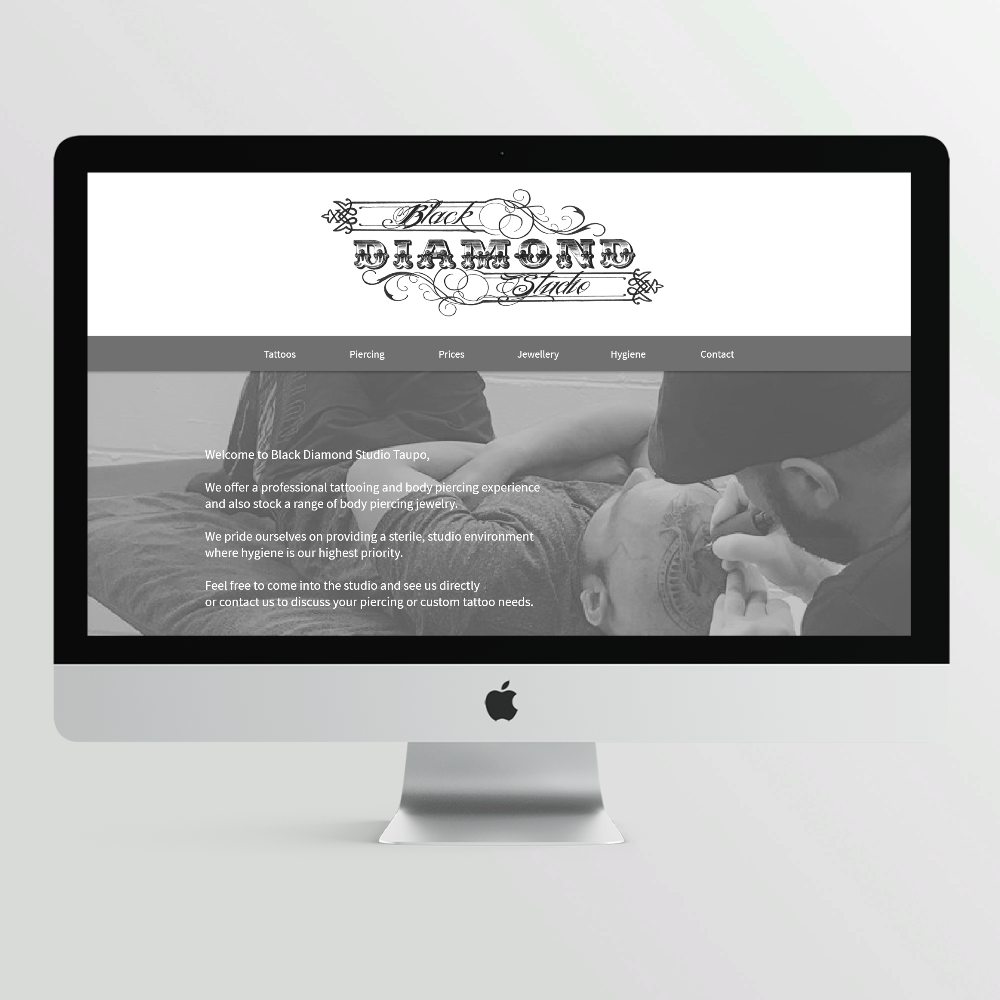 Black
DIAMOND
Studio
Tattoos Piercing Prices Jewellery Hygiene Contact
Welcome to Black Diamond Studio Taupo,
We offer a professional tattooing and body piercing experience
and also stock a range of body piercing jewelry.
We pride ourselves on providing a sterile, studio environment
where hygiene is our highest priority.
Feel free to come into the studio and see us directly
or contact us to discuss your piercing or custom tattoo needs.